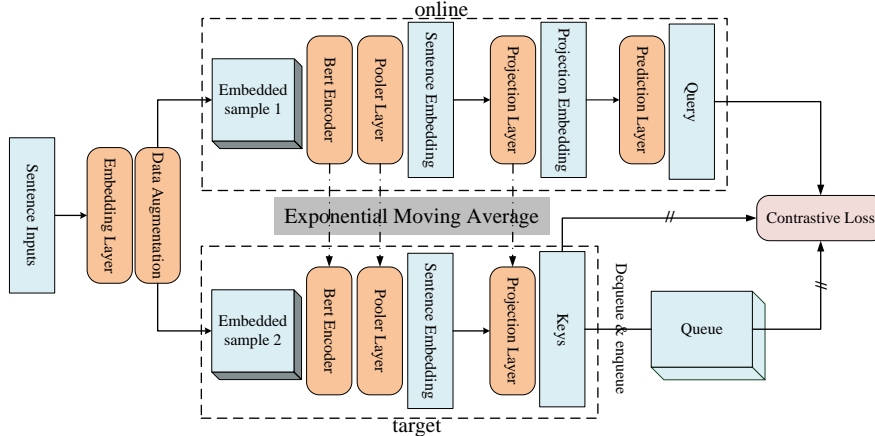 online
Embedded
sample 1
Bert Encoder
Pooler Layer
Sentence Embedding
Projection Layer
Projection Embedding
Prediction Layer
Query
Sentence Inputs
Embedding Layer
Data Augmentation
Exponential Moving Average
Contrastive Loss
Embedded
sample 2
Bert Encoder
Pooler Layer
Sentence Embedding
Projection Layer
Keys
Dequeue & enqueue
Queue
target